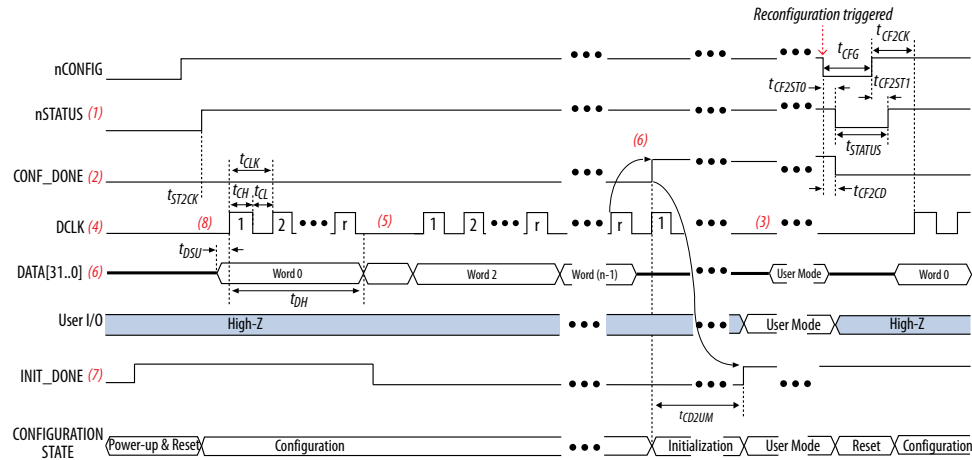 Reconfiguration triggered
tCF2CK
tCFG
nCONFIG
tCF2ST0
tCF2ST1
nSTATUS (1)
tSTATUS
(6)
tCLK
CONF_DONE (2)
tCF2CD
tST2CK
tCH tCL
DCLK (4) (8) 1 2 r (5) 1 2 r r 1 (3)
tDSU
DATA[31..0] (6) Word 0 Word 2 Word (n-1) User Mode Word 0
tDH
User I/O High-Z User Mode High-Z
INIT_DONE (7)
tCD2UM
CONFIGURATION
STATE
Power-up & Reset Configuration Initialization User Mode Reset Configuration